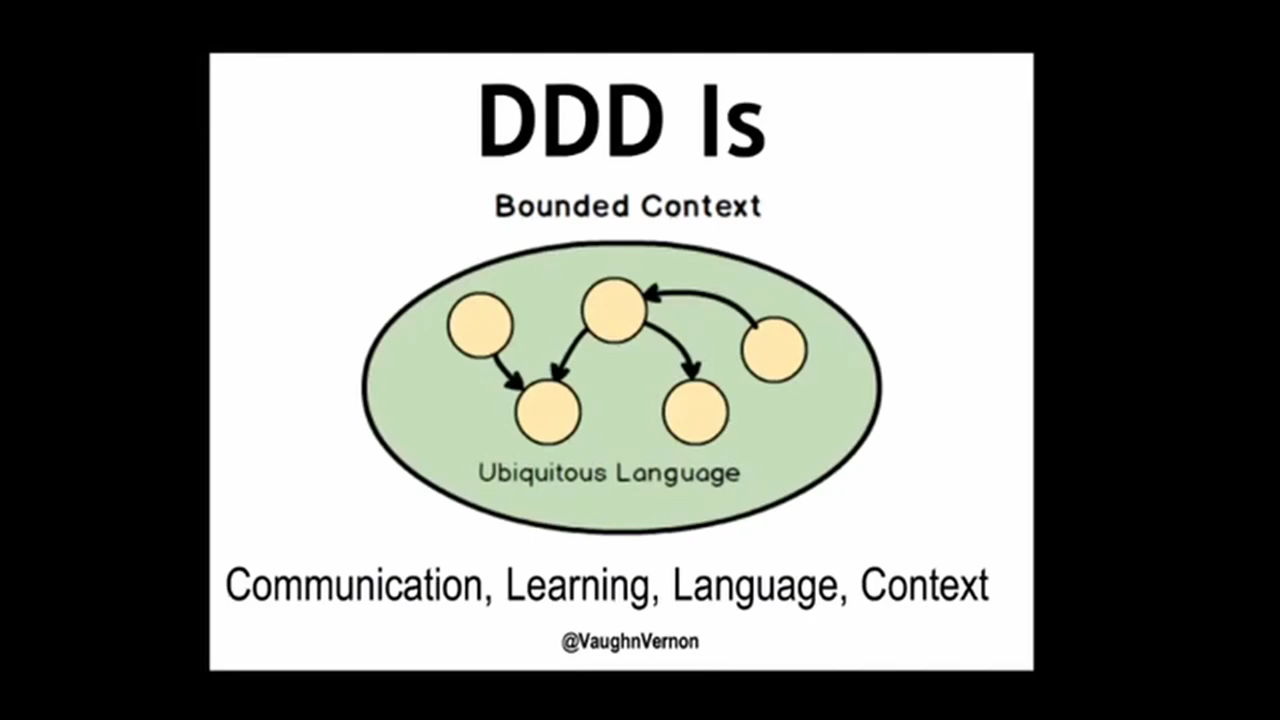 DDD Is
Bounded Context
Ubiquitous Language
Communication, Learning, Language, Context
@VaughnVernon